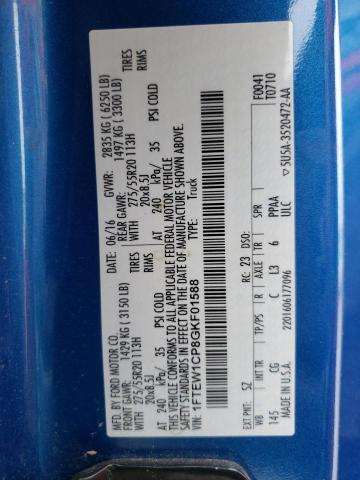 MFD. BY FORD MOTOR CO.
DATE: 06/16 GVWR: 2835 KG ( 6250 LB)
FRONT GAWR: 1429 KG ( 3150 LB) REAR GAWR: 1497 KG ( 3300 LB)
WITH 275/55R20 113H TIRES WITH 275/55R20 113H TIRES
20x8.5J RIMS 20x8.5J RIMS
AT 240 kPa/ 35 PSI COLD AT 240 kPa/ 35 PSI COLD
THIS VEHICLE CONFORMS TO ALL APPLICABLE FEDERAL MOTOR VEHICLE
SAFETY STANDARDS IN EFFECT ON THE DATE OF MANUFACTURE SHOWN ABOVE.
VIN: 1FTEW1CP8GKF01588
TYPE: Truck
F0041
T0710
EXT PNT: SZ RC: 23 DSO:
WB INT TR TP/PS R AXLE TR SPR
145 CG C L3 6 PPAA
ULC
MADE IN U.S.A. 2201606177096
5U5A-3520472-AA